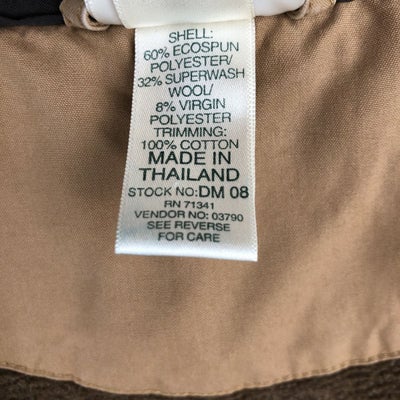 SHELL:
60% ECOSPUN
POLYESTER/
32% SUPERWASH
WOOL/
8% VIRGIN
POLYESTER
TRIMMING:
100% COTTON
MADE IN
THAILAND
STOCK NO: DM 08
RN 71341
VENDOR NO: 03790
SEE REVERSE
FOR CARE